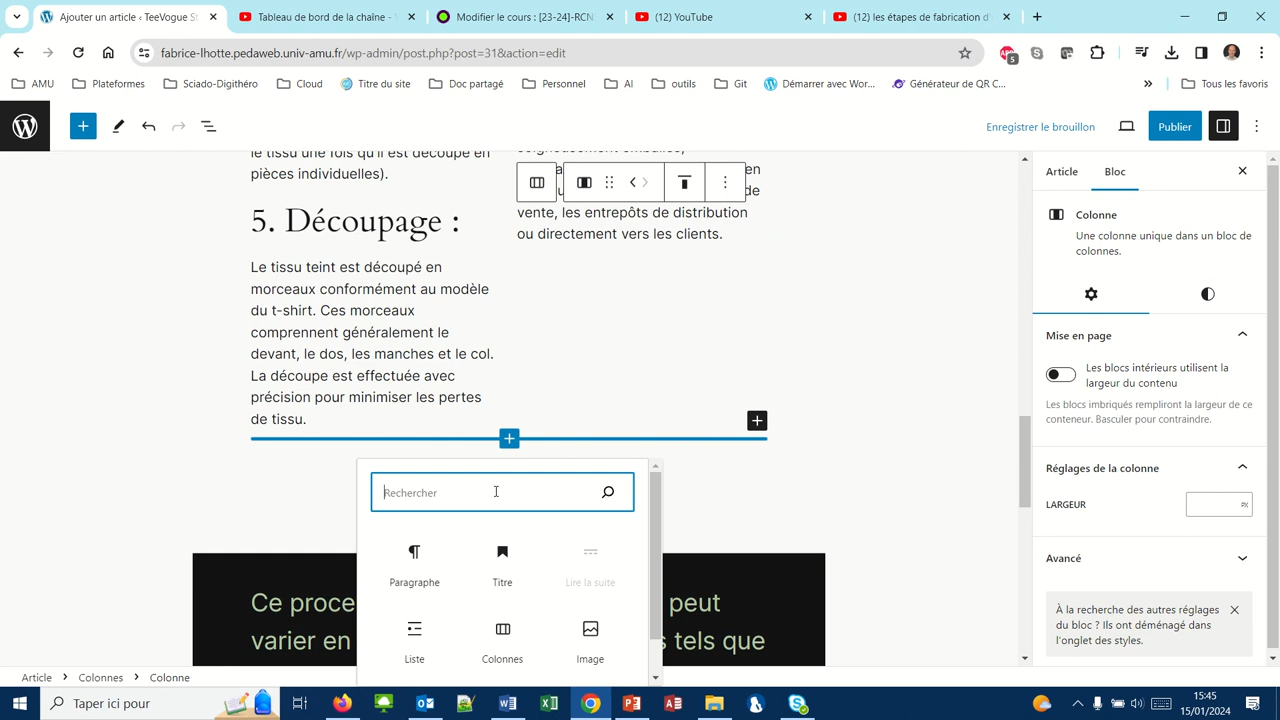 Ajouter un article ‹ TeeVogue St
Tableau de bord de la chaîne - Y
Modifier le cours : [23-24]-RCN:
(12) YouTube
(12) les étapes de fabrication d'
fabrice-lhotte.pedaweb.univ-amu.fr/wp-admin/post.php?post=31&action=edit
5
AMU
Plateformes
Sciado-Digithéro
Cloud
Titre du site
Doc partagé
Personnel
AI
outils
Git
Démarrer avec Wor...
Générateur de QR C...
»
Tous les favoris
Enregistrer le brouillon
Publier
le tissu une fois qu'il est découpé en
pièces individuelles).
5. Découpage :
Le tissu teint est découpé en
morceaux conformément au modèle
du t-shirt. Ces morceaux
comprennent généralement le
devant, le dos, les manches et le col.
La découpe est effectuée avec
précision pour minimiser les pertes
de tissu.
soigneusement emballés,
en
de
vente, les entrepôts de distribution
ou directement vers les clients.
Rechercher
Paragraphe
Titre
Lire la suite
Liste
Colonnes
Image
Ce proce
peut
varier en
s tels que
Article
Bloc
Colonne
Une colonne unique dans un bloc de
colonnes.
Mise en page
Les blocs intérieurs utilisent la
largeur du contenu
Les blocs imbriqués rempliront la largeur de ce
conteneur. Basculer pour contraindre.
Réglages de la colonne
LARGEUR
PX
Avancé
À la recherche des autres réglages
du bloc ? Ils ont déménagé dans
l'onglet des styles.
Article
Colonnes
Colonne
Taper ici pour
15:45
15/01/2024